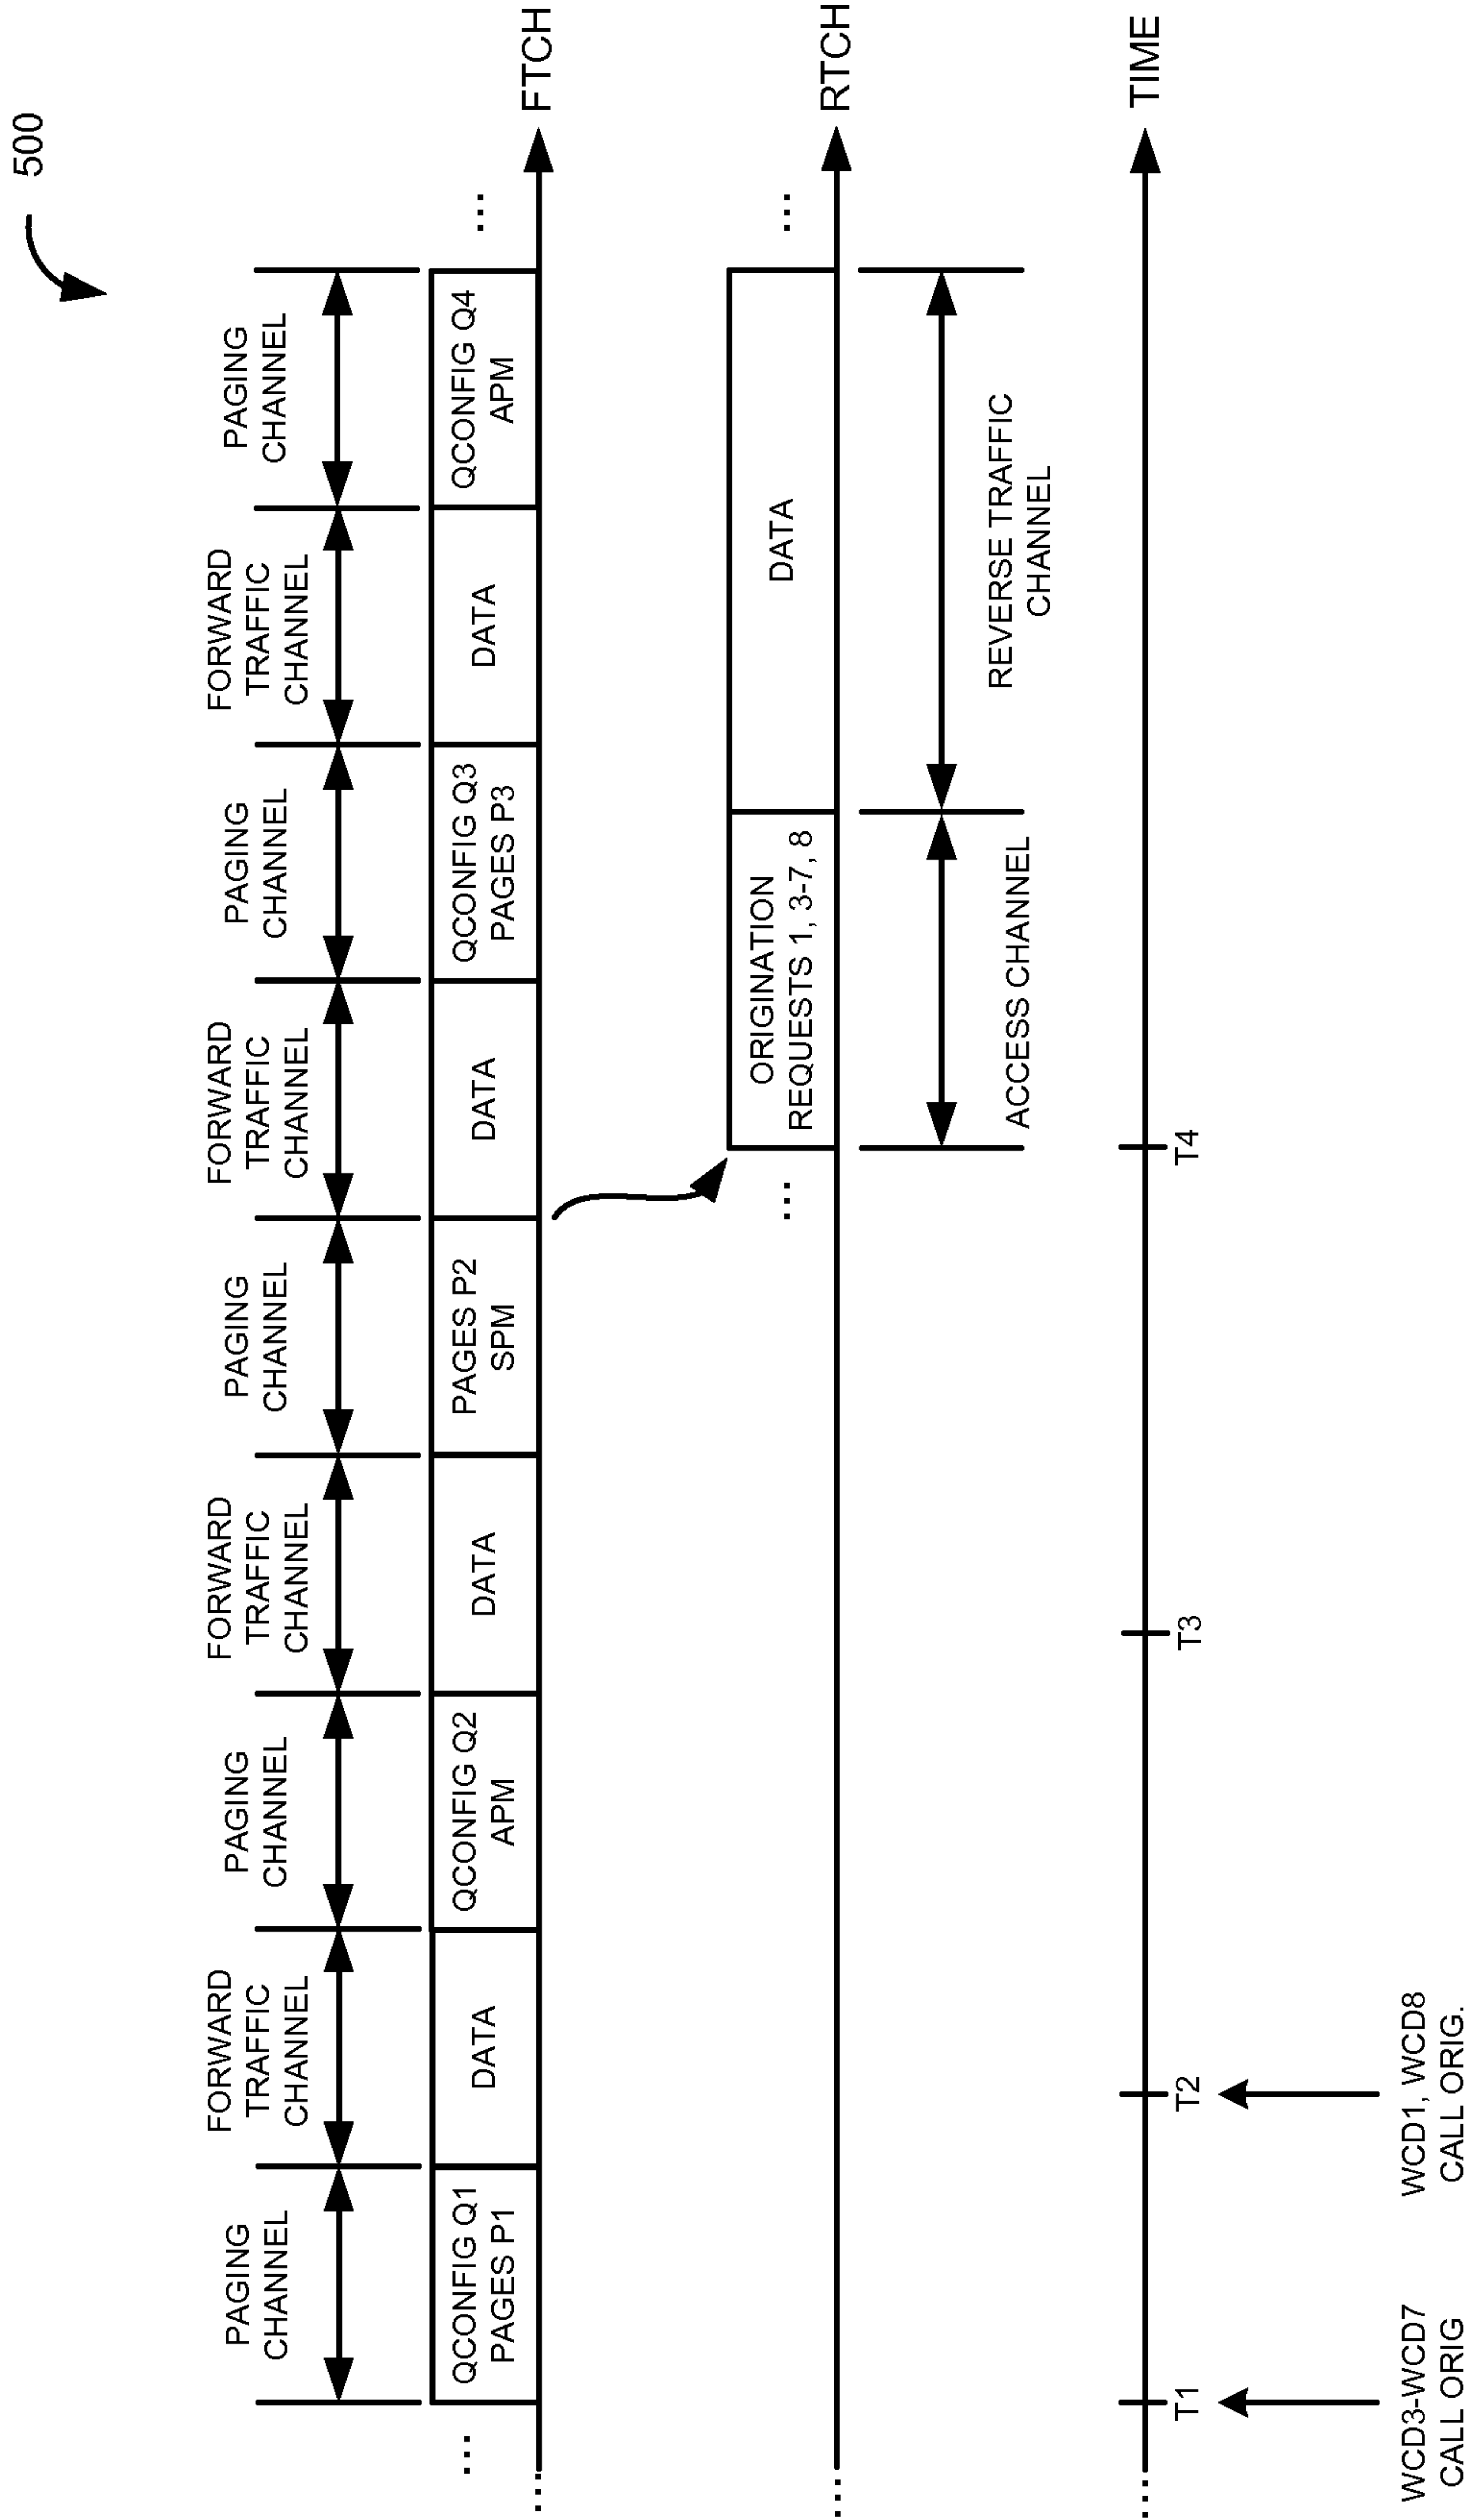 500
PAGING
CHANNEL
FORWARD
TRAFFIC
CHANNEL
PAGING
CHANNEL
FORWARD
TRAFFIC
CHANNEL
PAGING
CHANNEL
FORWARD
TRAFFIC
CHANNEL
PAGING
CHANNEL
FORWARD
TRAFFIC
CHANNEL
PAGING
CHANNEL
...
QCONFIG Q1
PAGES P1
DATA
QCONFIG Q2
APM
DATA
PAGES P2
SPM
DATA
QCONFIG Q3
PAGES P3
DATA
QCONFIG Q4
APM
...
FTCH
...
ORIGINATION
REQUESTS 1, 3-7, 8
DATA
...
RTCH
ACCESS CHANNEL
REVERSE TRAFFIC
CHANNEL
TIME
T1
T2
T3
T4
WCD3-WCD7
CALL ORIG
WCD1, WCD8
CALL ORIG.